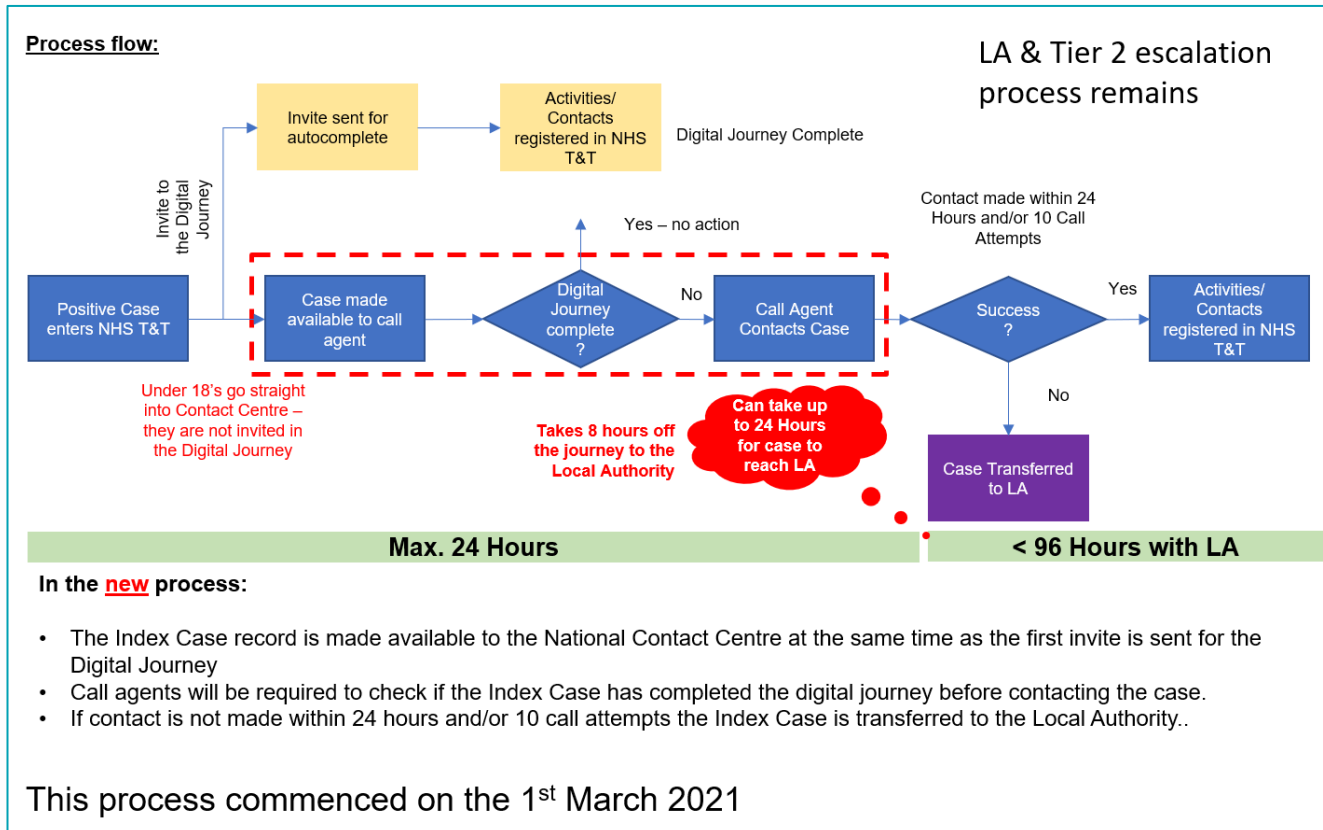 Process flow:
LA & Tier 2 escalation
process remains
Invite sent for
autocomplete
Activities/
Contacts
registered in NHS
T&T
Digital Journey Complete
Invite to
the Digital
Journey
Yes – no action
Contact made within 24
Hours and/or 10 Call
Attempts
Positive Case
enters NHS T&T
Case made
available to call
agent
Digital
Journey
complete
?
No
Call Agent
Contacts Case
Success
?
Yes
Activities/
Contacts
registered in NHS
T&T
Under 18’s go straight
into Contact Centre –
they are not invited in
the Digital Journey
Takes 8 hours off
the journey to the
Local Authority
Can take up
to 24 Hours
for case to
reach LA
No
Case Transferred
to LA
Max. 24 Hours
< 96 Hours with LA
In the new process:
• The Index Case record is made available to the National Contact Centre at the same time as the first invite is sent for the
Digital Journey
• Call agents will be required to check if the Index Case has completed the digital journey before contacting the case.
• If contact is not made within 24 hours and/or 10 call attempts the Index Case is transferred to the Local Authority..
This process commenced on the 1st March 2021